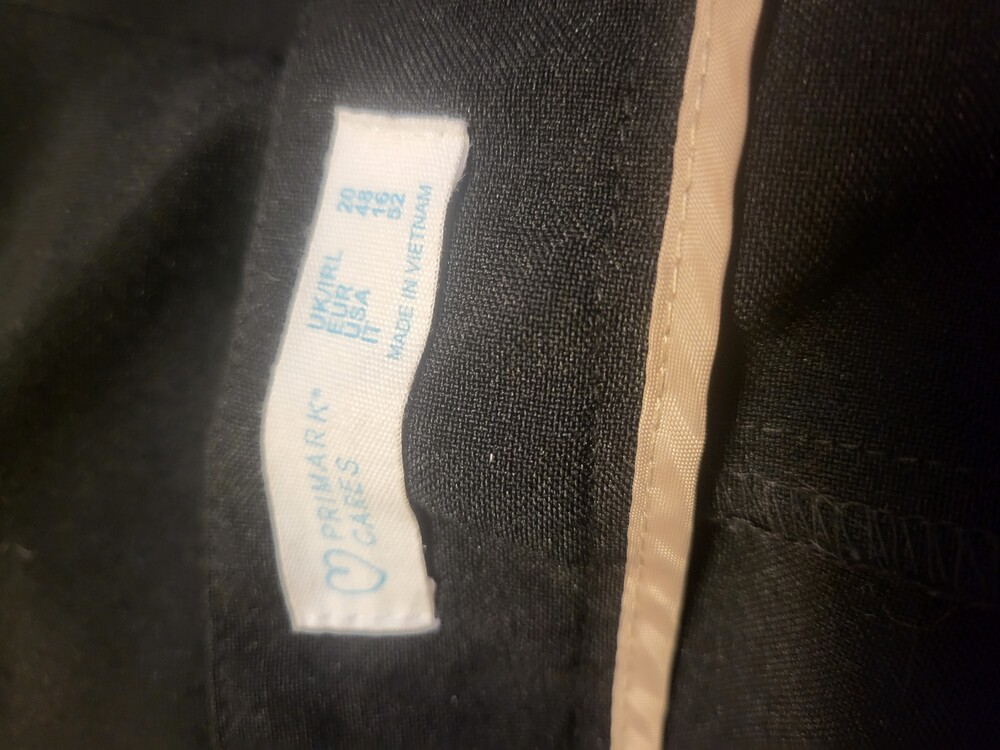 PRIMARK®
CARES
UK/IRL 20
EUR 48
USA 16
IT 52
MADE IN VIETNAM